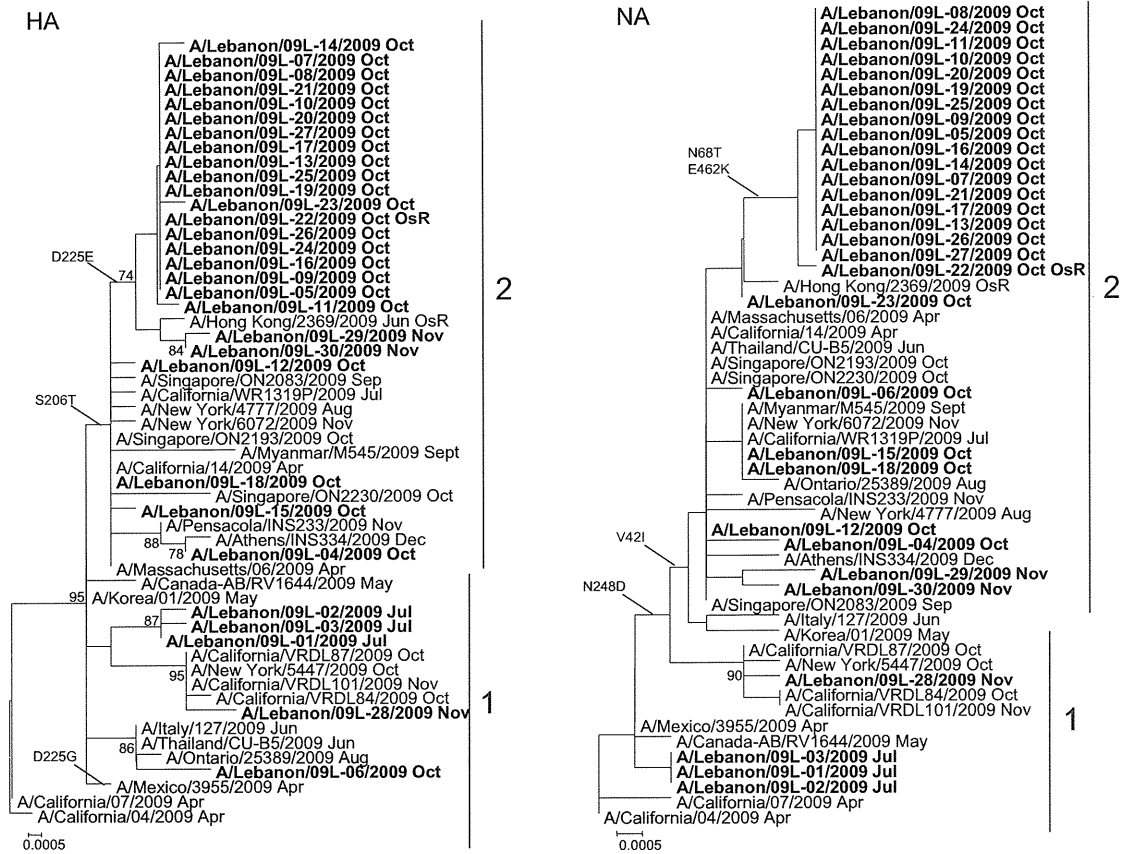 HA
A/Lebanon/09L-14/2009 Oct
A/Lebanon/09L-07/2009 Oct
A/Lebanon/09L-08/2009 Oct
A/Lebanon/09L-21/2009 Oct
A/Lebanon/09L-10/2009 Oct
A/Lebanon/09L-20/2009 Oct
A/Lebanon/09L-27/2009 Oct
A/Lebanon/09L-17/2009 Oct
A/Lebanon/09L-13/2009 Oct
A/Lebanon/09L-25/2009 Oct
A/Lebanon/09L-19/2009 Oct
A/Lebanon/09L-23/2009 Oct
A/Lebanon/09L-22/2009 Oct OsR
A/Lebanon/09L-26/2009 Oct
A/Lebanon/09L-24/2009 Oct
A/Lebanon/09L-16/2009 Oct
A/Lebanon/09L-09/2009 Oct
A/Lebanon/09L-05/2009 Oct
A/Lebanon/09L-11/2009 Oct
A/Hong Kong/2369/2009 Jun OsR
A/Lebanon/09L-29/2009 Nov
A/Lebanon/09L-30/2009 Nov
A/Lebanon/09L-12/2009 Oct
A/Singapore/ON2083/2009 Sep
A/California/WR1319P/2009 Jul
A/New York/4777/2009 Aug
A/New York/6072/2009 Nov
A/Singapore/ON2193/2009 Oct
A/Myanmar/M545/2009 Sept
A/California/14/2009 Apr
A/Lebanon/09L-18/2009 Oct
A/Singapore/ON2230/2009 Oct
A/Lebanon/09L-15/2009 Oct
A/Pensacola/INS233/2009 Nov
A/Athens/INS334/2009 Dec
A/Lebanon/09L-04/2009 Oct
A/Massachusetts/06/2009 Apr
A/Canada-AB/RV1644/2009 May
A/Korea/01/2009 May
A/Lebanon/09L-02/2009 Jul
A/Lebanon/09L-03/2009 Jul
A/Lebanon/09L-01/2009 Jul
A/California/VRDL87/2009 Oct
A/New York/5447/2009 Oct
A/California/VRDL101/2009 Nov
A/California/VRDL84/2009 Oct
A/Lebanon/09L-28/2009 Nov
A/Italy/127/2009 Jun
A/Thailand/CU-B5/2009 Jun
A/Ontario/25389/2009 Aug
A/Lebanon/09L-06/2009 Oct
A/Mexico/3955/2009 Apr
A/California/07/2009 Apr
A/California/04/2009 Apr
D225E
74
84
S206T
88
78
95
87
95
86
D225G
2
1
0.0005
NA
A/Lebanon/09L-08/2009 Oct
A/Lebanon/09L-24/2009 Oct
A/Lebanon/09L-11/2009 Oct
A/Lebanon/09L-10/2009 Oct
A/Lebanon/09L-20/2009 Oct
A/Lebanon/09L-19/2009 Oct
A/Lebanon/09L-25/2009 Oct
A/Lebanon/09L-09/2009 Oct
A/Lebanon/09L-05/2009 Oct
A/Lebanon/09L-16/2009 Oct
A/Lebanon/09L-14/2009 Oct
A/Lebanon/09L-07/2009 Oct
A/Lebanon/09L-21/2009 Oct
A/Lebanon/09L-17/2009 Oct
A/Lebanon/09L-13/2009 Oct
A/Lebanon/09L-26/2009 Oct
A/Lebanon/09L-27/2009 Oct
A/Lebanon/09L-22/2009 Oct OsR
A/Hong Kong/2369/2009 OsR
A/Lebanon/09L-23/2009 Oct
A/Massachusetts/06/2009 Apr
A/California/14/2009 Apr
A/Thailand/CU-B5/2009 Jun
A/Singapore/ON2193/2009 Oct
A/Singapore/ON2230/2009 Oct
A/Lebanon/09L-06/2009 Oct
A/Myanmar/M545/2009 Sept
A/New York/6072/2009 Nov
A/California/WR1319P/2009 Jul
A/Lebanon/09L-15/2009 Oct
A/Lebanon/09L-18/2009 Oct
A/Ontario/25389/2009 Aug
A/Pensacola/INS233/2009 Nov
A/New York/4777/2009 Aug
A/Lebanon/09L-12/2009 Oct
A/Lebanon/09L-04/2009 Oct
A/Athens/INS334/2009 Dec
A/Lebanon/09L-29/2009 Nov
A/Lebanon/09L-30/2009 Nov
A/Singapore/ON2083/2009 Sep
A/Italy/127/2009 Jun
A/Korea/01/2009 May
A/California/VRDL87/2009 Oct
A/New York/5447/2009 Oct
A/Lebanon/09L-28/2009 Nov
A/California/VRDL84/2009 Oct
A/California/VRDL101/2009 Nov
A/Mexico/3955/2009 Apr
A/Canada-AB/RV1644/2009 May
A/Lebanon/09L-03/2009 Jul
A/Lebanon/09L-01/2009 Jul
A/Lebanon/09L-02/2009 Jul
A/California/07/2009 Apr
A/California/04/2009 Apr
N68T
E462K
V42I
N248D
90
2
1
0.0005